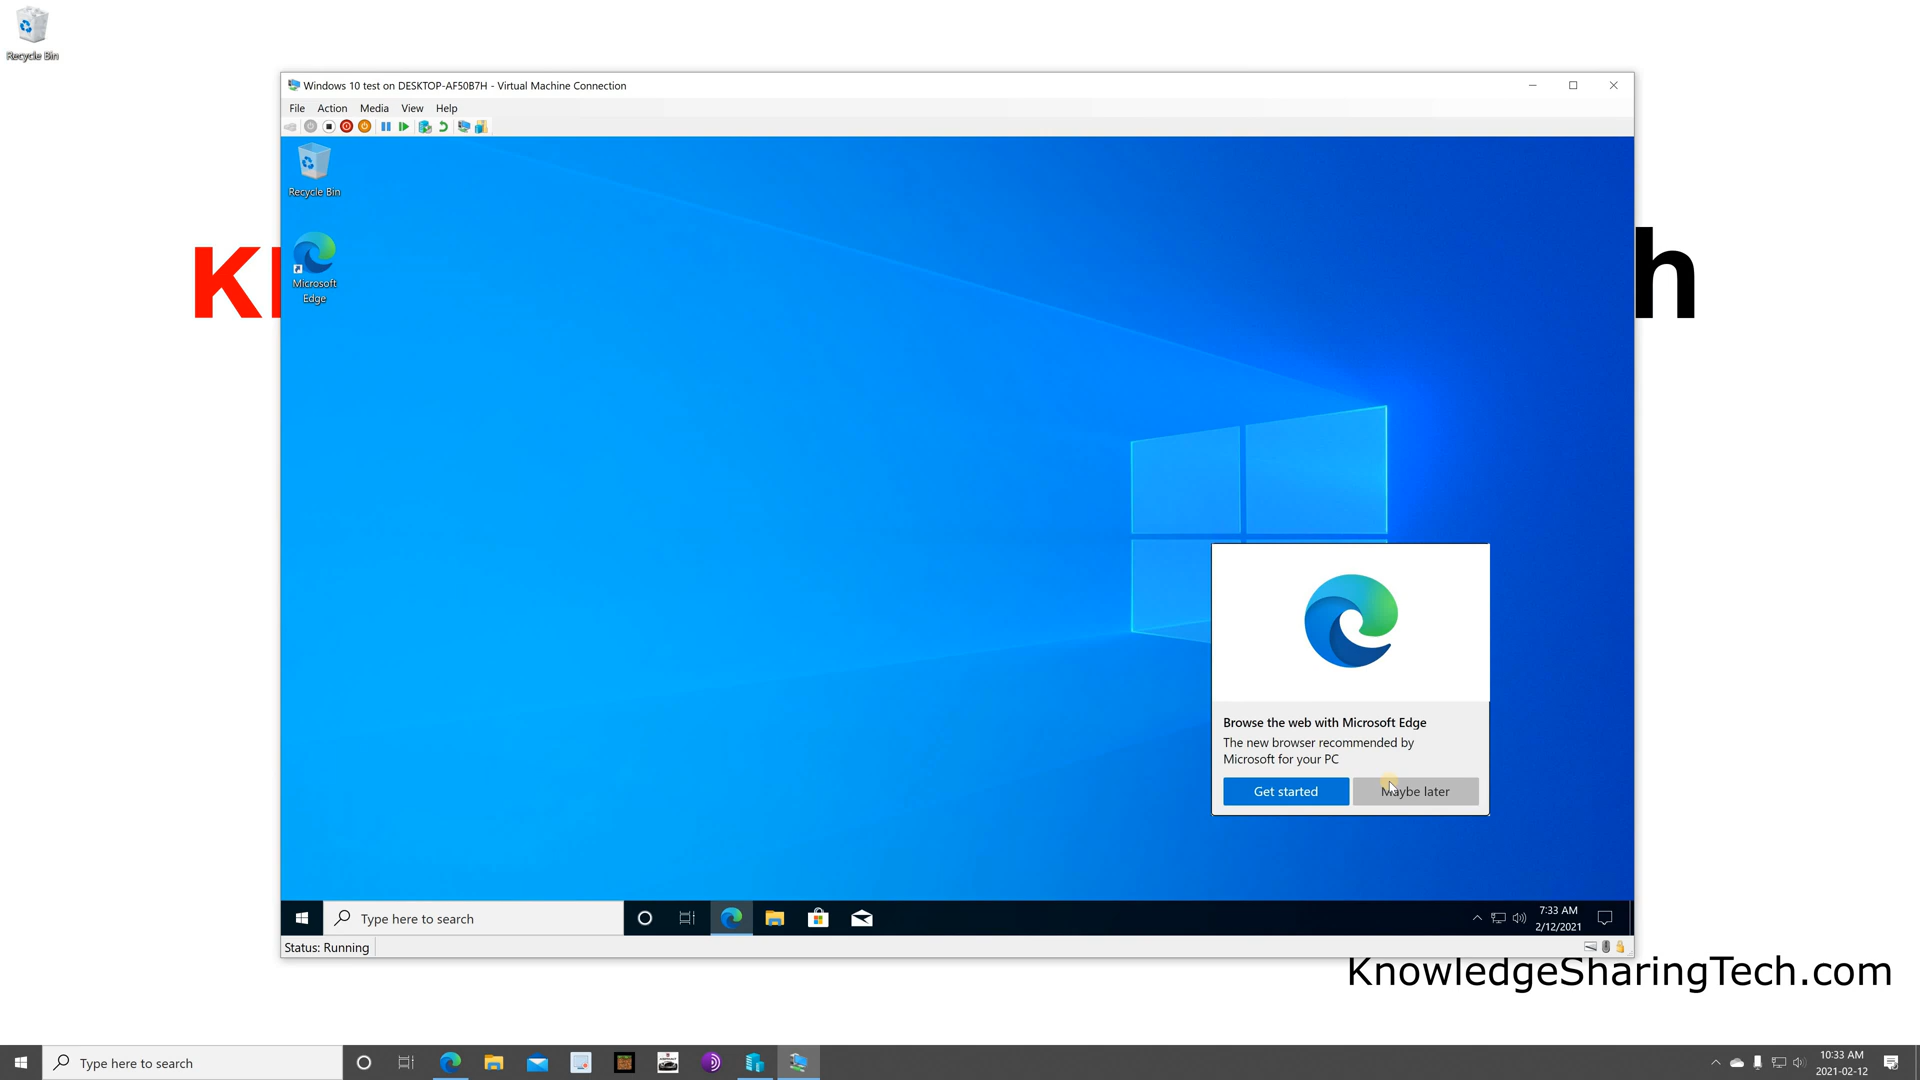 Recycle Bin
Windows 10 test on DESKTOP-AF50B7H - Virtual Machine Connection
File Action Media View Help
Recycle Bin
K
h
Microsoft
Edge
Browse the web with Microsoft Edge
The new browser recommended by
Microsoft for your PC
Get started Maybe later
Type here to search
7:33 AM
2/12/2021
Status: Running
KnowledgeSharingTech.com
Type here to search
10:33 AM
2021-02-12